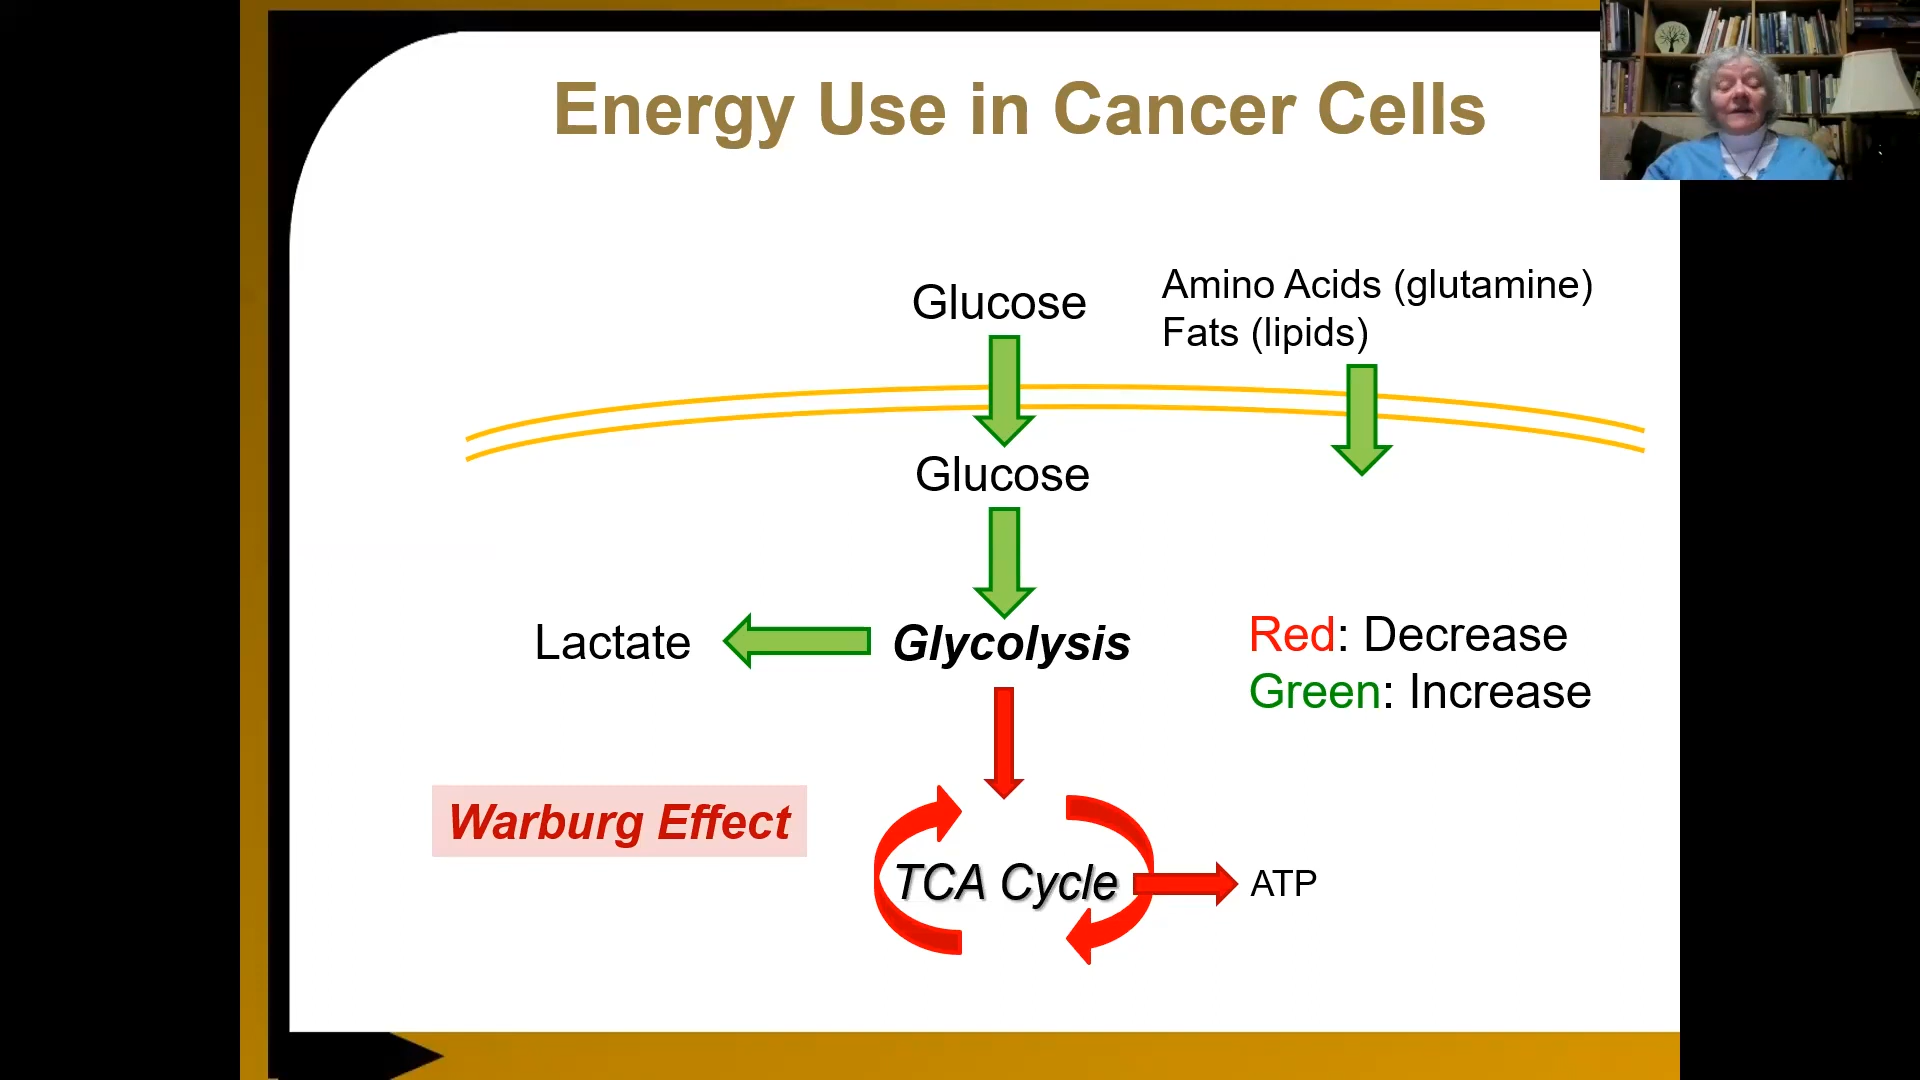 Energy Use in Cancer Cells
Glucose
Amino Acids (glutamine)
Fats (lipids)
Glucose
Lactate
Glycolysis
Red: Decrease
Green: Increase
Warburg Effect
TCA Cycle
ATP